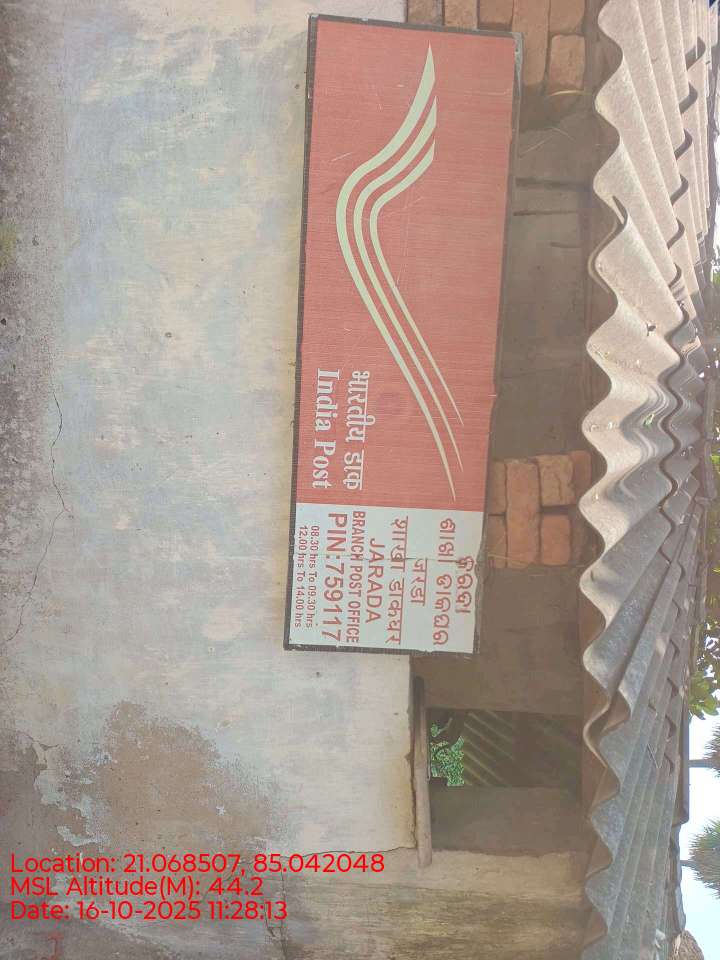 भारतीय डाक
India Post
ଜରଡା
ଶାଖା ଡାକଘର
जरडा
शाखा डाकघर
JARADA
BRANCH POST OFFICE
PIN:759117
08.30 hrs To 09.30 hrs
12.00 hrs To 14.00 hrs
Location: 21.068507, 85.042048
MSL Altitude(M): 44.2
Date: 16-10-2025 11:28:13